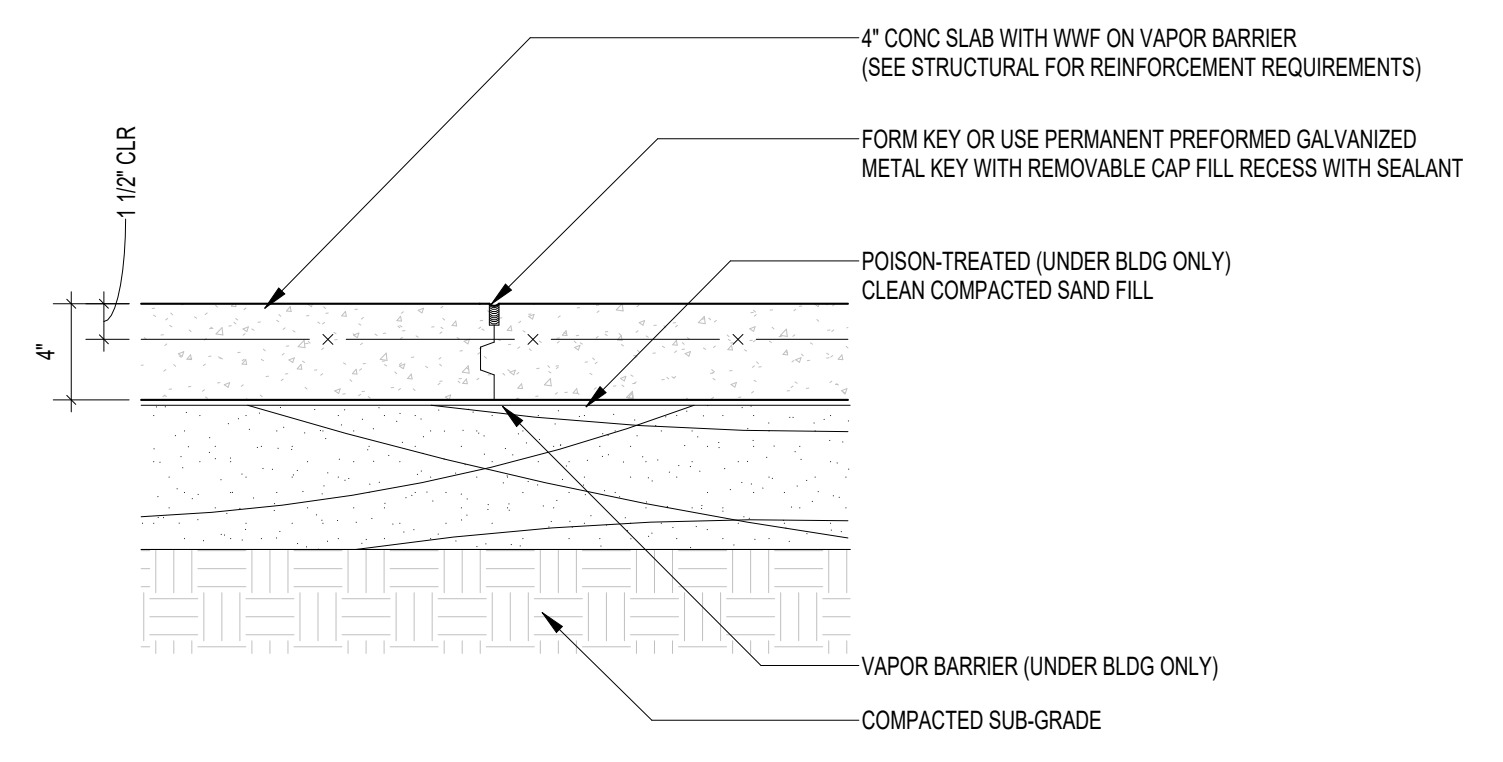 4" CONC SLAB WITH WWF ON VAPOR BARRIER
(SEE STRUCTURAL FOR REINFORCEMENT REQUIREMENTS)
FORM KEY OR USE PERMANENT PREFORMED GALVANIZED
METAL KEY WITH REMOVABLE CAP FILL RECESS WITH SEALANT
1 1/2" CLR
POISON-TREATED (UNDER BLDG ONLY)
CLEAN COMPACTED SAND FILL
4"
VAPOR BARRIER (UNDER BLDG ONLY)
COMPACTED SUB-GRADE